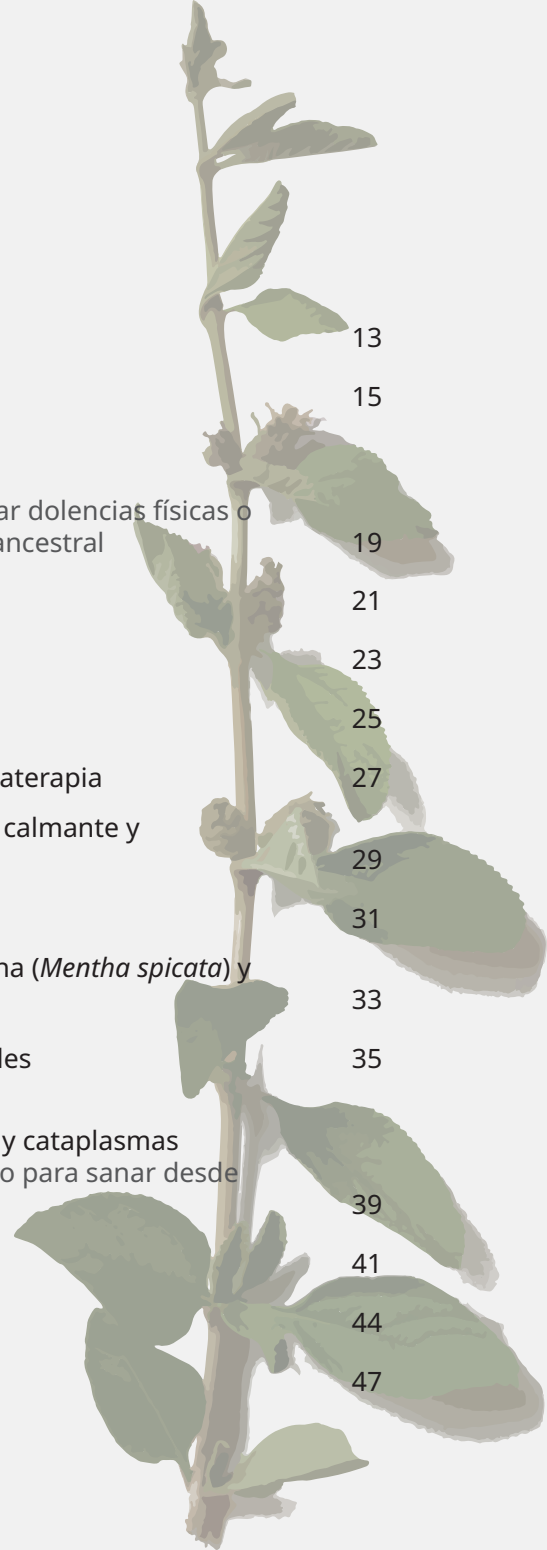 13
15
ar dolencias físicas o
ancestral
19
21
23
25
aterapia
27
calmante y
29
31
na (Mentha spicata) y
33
les
35
y cataplasmas
o para sanar desde
39
41
44
47